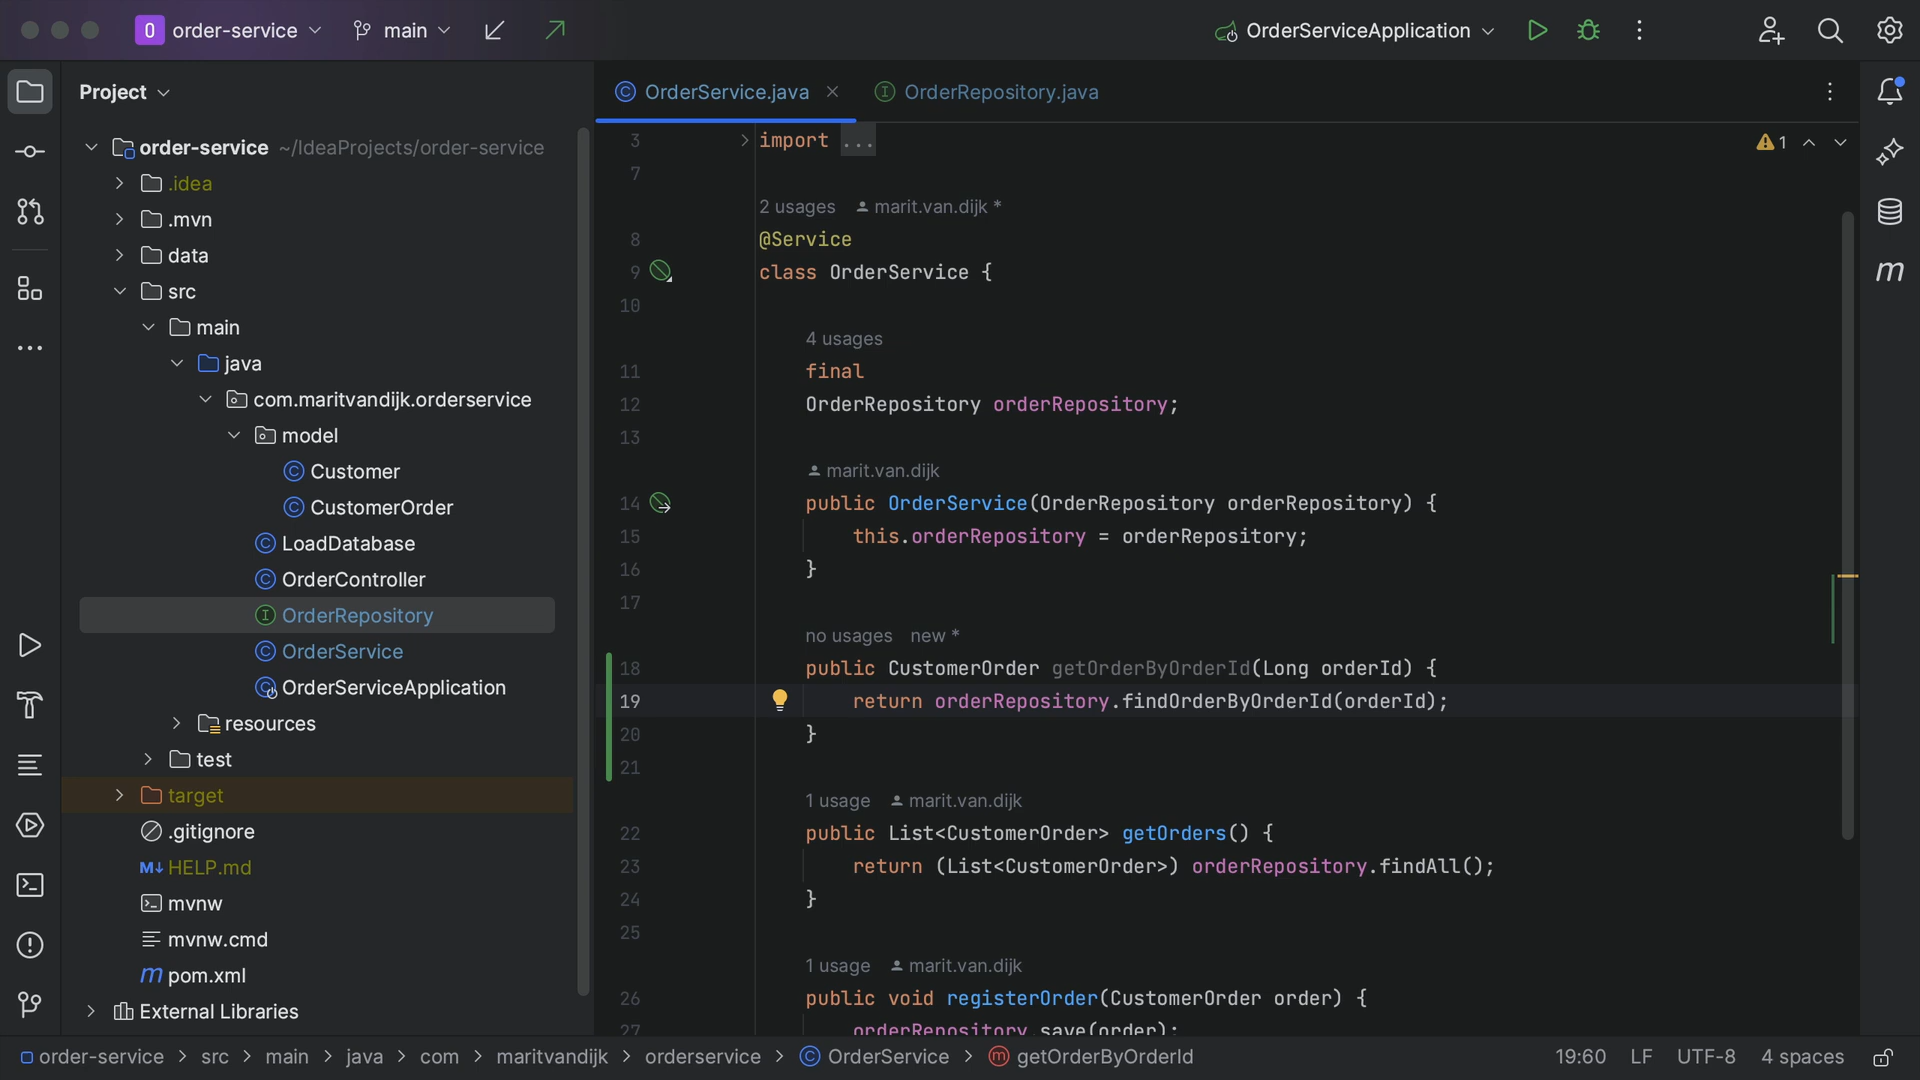 order-service
main
OrderServiceApplication
Project
order-service ~/IdeaProjects/order-service
.idea
.mvn
data
src
main
java
com.maritvandijk.orderservice
model
Customer
CustomerOrder
LoadDatabase
OrderController
OrderRepository
OrderService
OrderServiceApplication
resources
test
target
.gitignore
M↓ HELP.md
mvnw
mvnw.cmd
m pom.xml
External Libraries
OrderService.java
OrderRepository.java
1
3 import ...
7
2 usages marit.van.dijk *
8 @Service
9 class OrderService {
10
4 usages
11 final
12 OrderRepository orderRepository;
13
marit.van.dijk
14 public OrderService(OrderRepository orderRepository) {
15 this.orderRepository = orderRepository;
16 }
17
no usages new *
18 public CustomerOrder getOrderByOrderId(Long orderId) {
19 return orderRepository.findOrderByOrderId(orderId);
20 }
21
1 usage marit.van.dijk
22 public List<CustomerOrder> getOrders() {
23 return (List<CustomerOrder>) orderRepository.findAll();
24 }
25
1 usage marit.van.dijk
26 public void registerOrder(CustomerOrder order) {
27 orderRepository.save(order);
order-service > src > main > java > com > maritvandijk > orderservice > OrderService > getOrderByOrderId
19:60 LF UTF-8 4 spaces